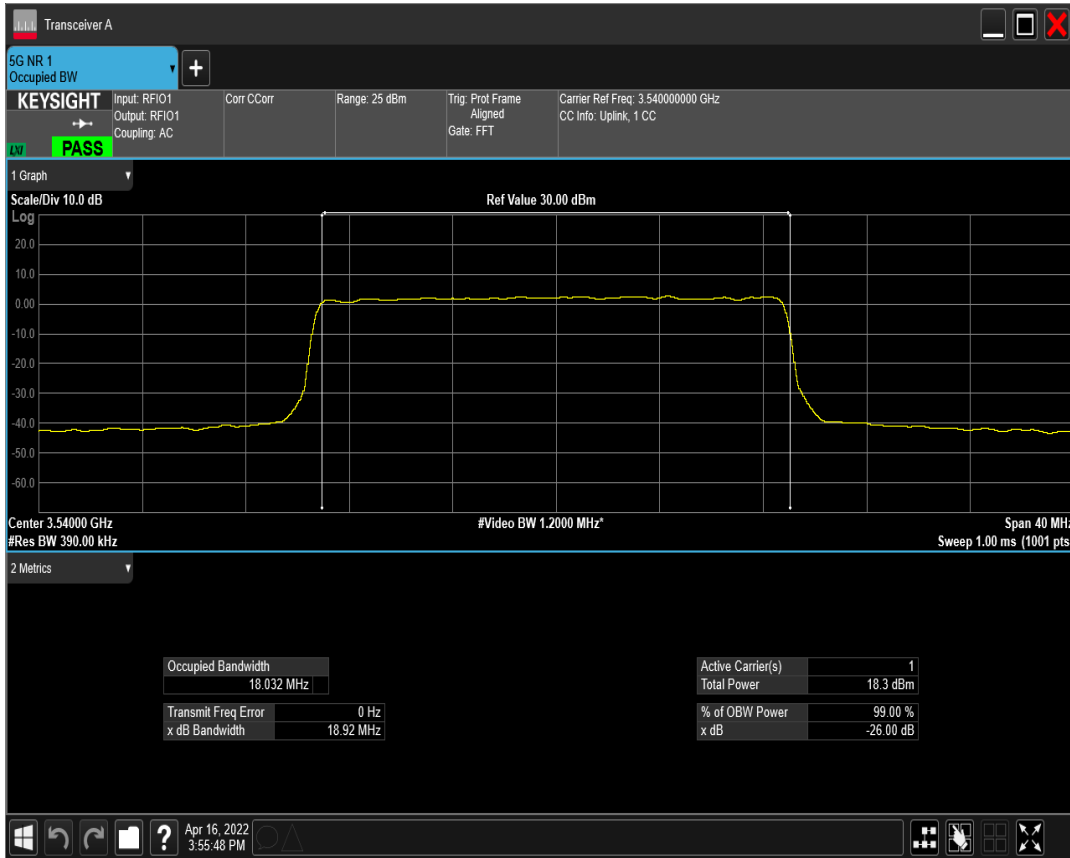 Transceiver A
5G NR 1
Occupied BW
+
KEYSIGHT
LXI
PASS
Input: RFIO1
Output: RFIO1
Coupling: AC
Corr CCorr
Range: 25 dBm
Trig: Prot Frame
Aligned
Gate: FFT
Carrier Ref Freq: 3.540000000 GHz
CC Info: Uplink, 1 CC
1 Graph
Scale/Div 10.0 dB
Ref Value 30.00 dBm
Log
20.0
10.0
0.00
-10.0
-20.0
-30.0
-40.0
-50.0
-60.0
Center 3.54000 GHz
#Video BW 1.2000 MHz*
Span 40 MHz
#Res BW 390.00 kHz
Sweep 1.00 ms (1001 pts
2 Metrics
Occupied Bandwidth
18.032 MHz
Transmit Freq Error 0 Hz
x dB Bandwidth 18.92 MHz
Active Carrier(s) 1
Total Power 18.3 dBm
% of OBW Power 99.00 %
x dB -26.00 dB
?
Apr 16, 2022
3:55:48 PM